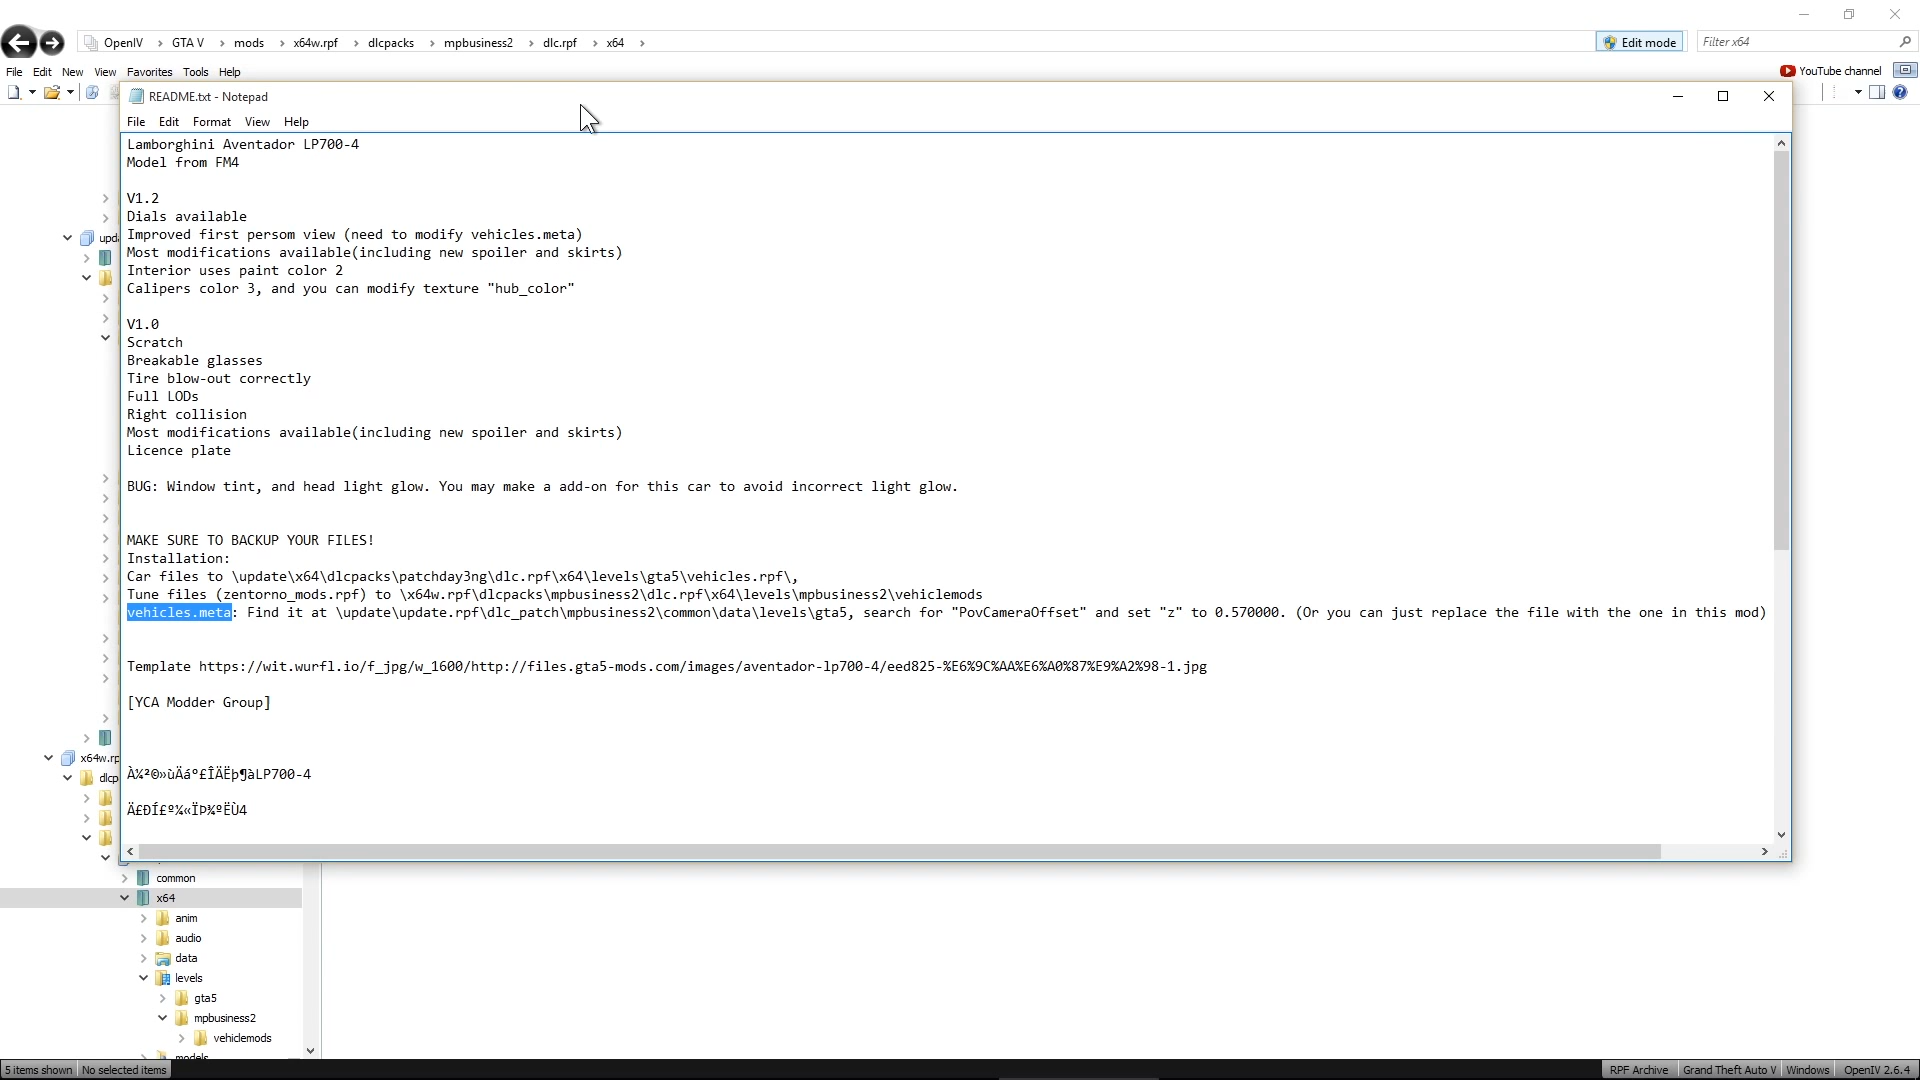 OpenIV > GTA V > mods > x64w.rpf > dlcpacks > mpbusiness2 > dlc.rpf > x64 >
Edit mode
Filter x64
File Edit New View Favorites Tools Help
YouTube channel
README.txt - Notepad
File Edit Format View Help
Lamborghini Aventador LP700-4
Model from FM4
V1.2
Dials available
Improved first persom view (need to modify vehicles.meta)
Most modifications available(including new spoiler and skirts)
Interior uses paint color 2
Calipers color 3, and you can modify texture "hub_color"
V1.0
Scratch
Breakable glasses
Tire blow-out correctly
Full LODs
Right collision
Most modifications available(including new spoiler and skirts)
Licence plate
BUG: Window tint, and head light glow. You may make a add-on for this car to avoid incorrect light glow.
MAKE SURE TO BACKUP YOUR FILES!
Installation:
Car files to \update\x64\dlcpacks\patchday3ng\dlc.rpf\x64\levels\gta5\vehicles.rpf\,
Tune files (zentorno_mods.rpf) to \x64w.rpf\dlcpacks\mpbusiness2\dlc.rpf\x64\levels\mpbusiness2\vehiclemods
vehicles.meta: Find it at \update\update.rpf\dlc_patch\mpbusiness2\common\data\levels\gta5, search for "PovCameraOffset" and set "z" to 0.570000. (Or you can just replace the file with the one in this mod)
Template https://wit.wurfl.io/f_jpg/w_1600/http://files.gta5-mods.com/images/aventador-lp700-4/eed825-%E6%9C%AA%E6%A0%87%E9%A2%98-1.jpg
[YCA Modder Group]
À¼²©»ùÄáº£ÎÄËþ¶àLP700-4
Ä£ÐÍ£º¼«ÏÞ¾ºËÙ4
upda
x64w.rp
dlcp
common
x64
anim
audio
data
levels
gta5
mpbusiness2
vehiclemods
models
5 items shown No selected items
RPF Archive Grand Theft Auto V Windows OpenIV 2.6.4